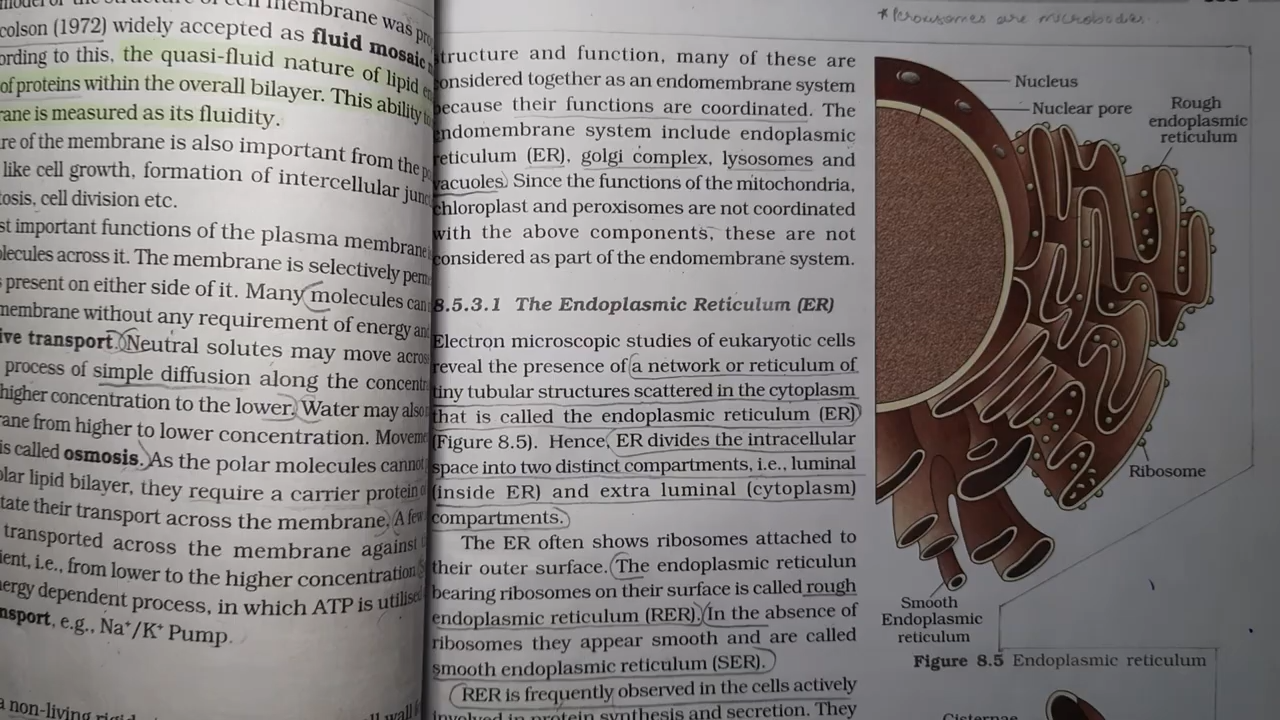 colson (1972) widely accepted as fluid mosaic
ording to this, the quasi-fluid nature of lipid
of proteins within the overall bilayer. This ability
rane is measured as its fluidity.
re of the membrane is also important from the
like cell growth, formation of intercellular
tosis, cell division etc.
st important functions of the plasma membrane
olecules across it. The membrane is selectively
present on either side of it. Many molecules can
membrane without any requirement of energy and
ive transport. Neutral solutes may move
process of simple diffusion along the
higher concentration to the lower. Water may also
rane from higher to lower concentration.
is called osmosis. As the polar molecules cannot
olar lipid bilayer, they require a carrier protein
tate their transport across the membrane. A few
transported across the membrane against
ient, i.e., from lower to the higher concentration
nergy dependent process, in which ATP is utilised
nsport, e.g., Na⁺/K⁺ Pump.
a non-living
*Peroxisomes are microbodies.
structure and function, many of these are
considered together as an endomembrane system
because their functions are coordinated. The
endomembrane system include endoplasmic
reticulum (ER), golgi complex, lysosomes and
vacuoles. Since the functions of the mitochondria,
chloroplast and peroxisomes are not coordinated
with the above components, these are not
considered as part of the endomembrane system.
8.5.3.1 The Endoplasmic Reticulum (ER)
Electron microscopic studies of eukaryotic cells
reveal the presence of a network or reticulum of
tiny tubular structures scattered in the cytoplasm
that is called the endoplasmic reticulum (ER)
(Figure 8.5). Hence, ER divides the intracellular
space into two distinct compartments, i.e., luminal
(inside ER) and extra luminal (cytoplasm)
compartments.
The ER often shows ribosomes attached to
their outer surface. The endoplasmic reticulun
bearing ribosomes on their surface is called rough
endoplasmic reticulum (RER). In the absence of
ribosomes they appear smooth and are called
smooth endoplasmic reticulum (SER).
RER is frequently observed in the cells actively
involved in protein synthesis and secretion. They
Nucleus
Nuclear pore
Rough
endoplasmic
reticulum
Ribosome
Smooth
Endoplasmic
reticulum
Figure 8.5 Endoplasmic reticulum
Cisternae